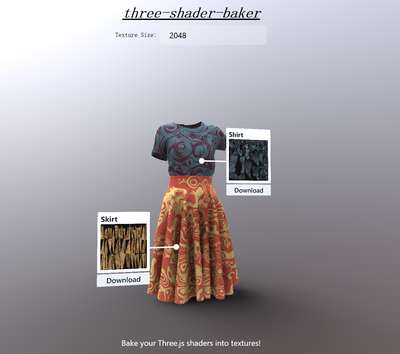 three-shader-baker
Texture Size: 2048
Shirt
Download
Skirt
Download
Bake your Three.js shaders into textures!